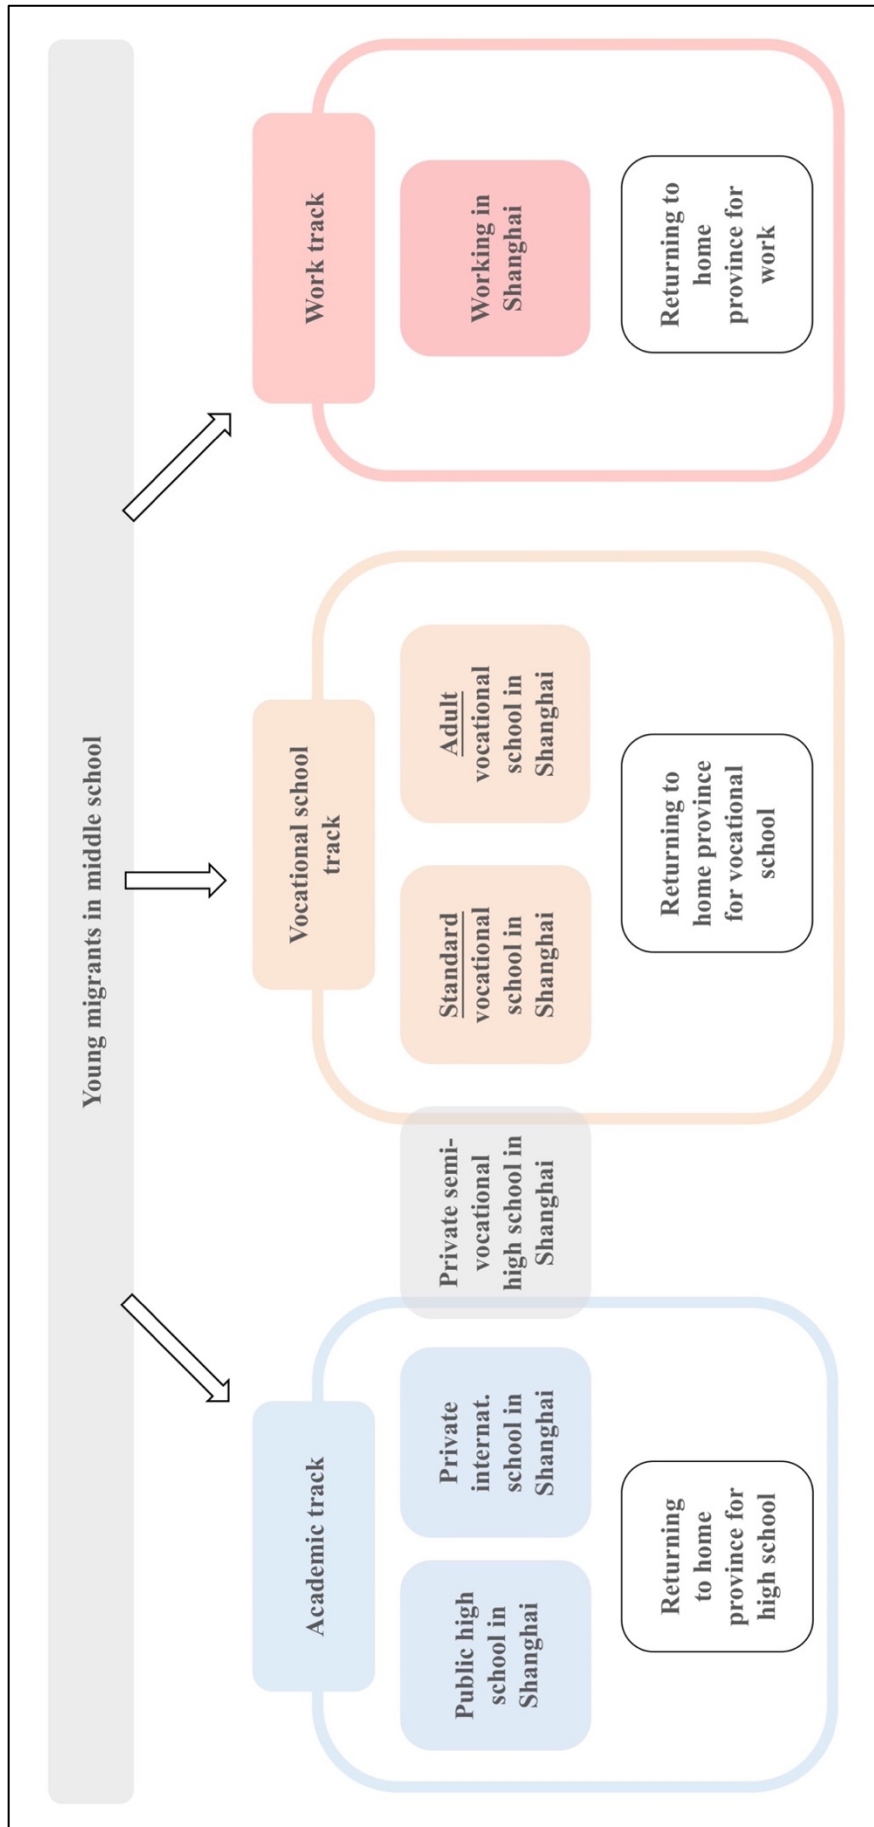 Young migrants in middle school
Academic track
Public high
school in
Shanghai
Private
internat.
school in
Shanghai
Returning
to home
province for
high school
Private semi-
vocational
high school in
Shanghai
Vocational school
track
Standard
vocational
school in
Shanghai
Adult
vocational
school in
Shanghai
Returning to
home province
for vocational
school
Work track
Working in
Shanghai
Returning to
home
province for
work